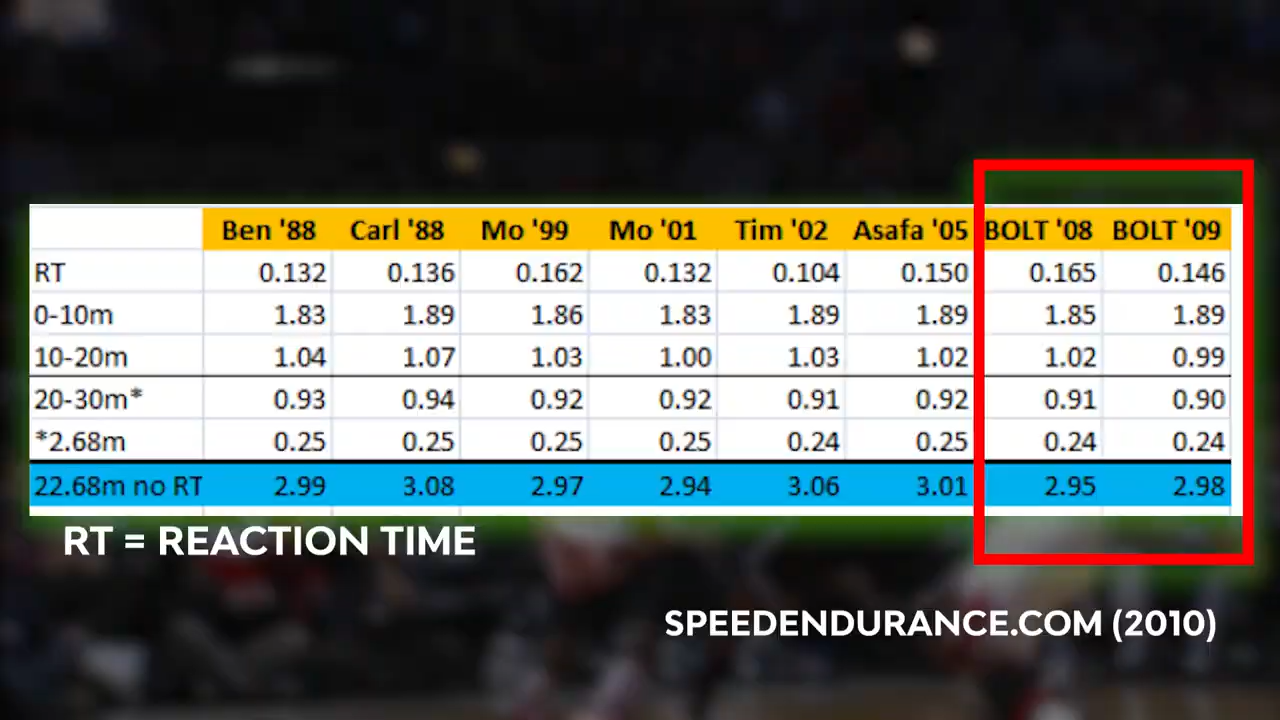 Ben '88 Carl '88 Mo '99 Mo '01 Tim '02 Asafa '05 BOLT '08 BOLT '09
RT 0.132 0.136 0.162 0.132 0.104 0.150 0.165 0.146
0-10m 1.83 1.89 1.86 1.83 1.89 1.89 1.85 1.89
10-20m 1.04 1.07 1.03 1.00 1.03 1.02 1.02 0.99
20-30m* 0.93 0.94 0.92 0.92 0.91 0.92 0.91 0.90
*2.68m 0.25 0.25 0.25 0.25 0.24 0.25 0.24 0.24
22.68m no RT 2.99 3.08 2.97 2.94 3.06 3.01 2.95 2.98
RT = REACTION TIME
SPEEDENDURANCE.COM (2010)